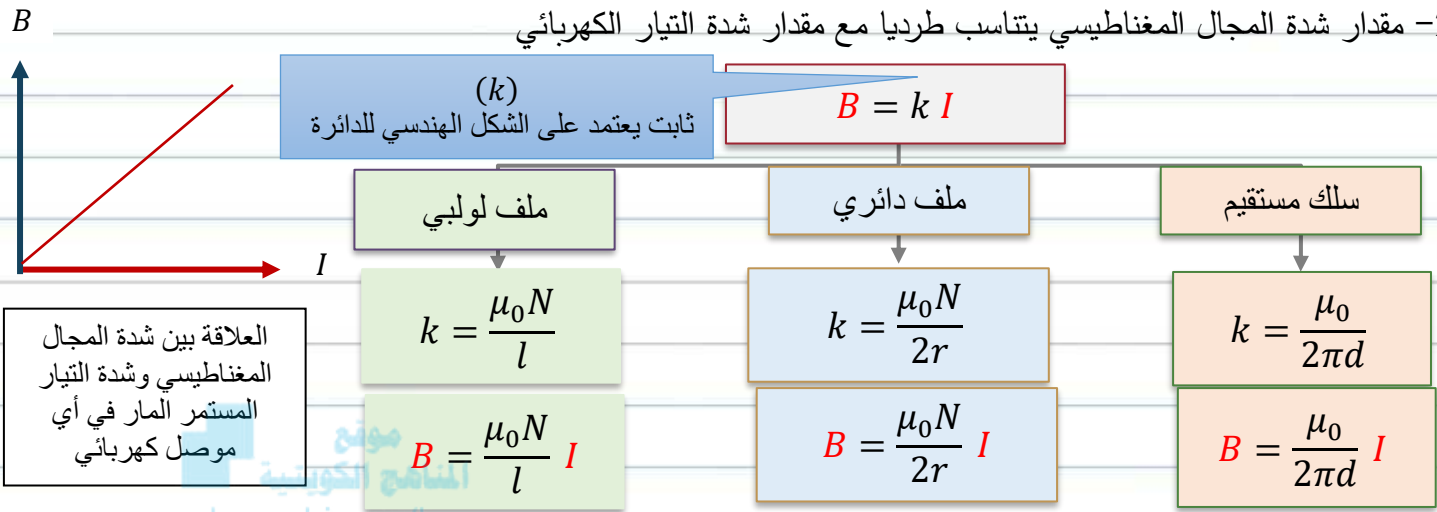 B
- مقدار شدة المجال المغناطيسي يتناسب طرديا مع مقدار شدة التيار الكهربائي
(k)
ثابت يعتمد على الشكل الهندسي للدائرة
B = k I
سلك مستقيم
ملف دائري
ملف لولبي
I
k = μ₀ / 2πd
k = μ₀N / 2r
k = μ₀N / l
B = μ₀ / 2πd I
B = μ₀N / 2r I
B = μ₀N / l I
العلاقة بين شدة المجال
المغناطيسي وشدة التيار
المستمر المار في أي
موصل كهربائي
موقع
المناهج الكويتية